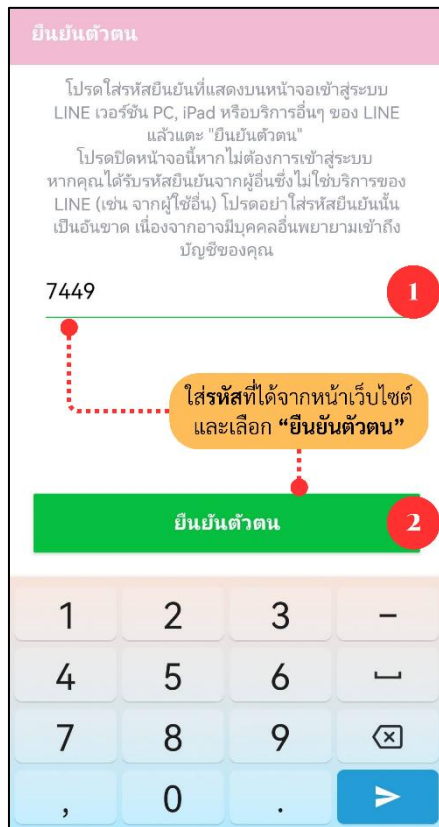 ยืนยันตัวตน
โปรดใส่รหัสยืนยันที่แสดงบนหน้าจอเข้าสู่ระบบ
LINE เวอร์ชัน PC, iPad หรือบริการอื่นๆ ของ LINE
แล้วแตะ "ยืนยันตัวตน"
โปรดปิดหน้าจอนี้หากไม่ต้องการเข้าสู่ระบบ
หากคุณได้รับรหัสยืนยันจากผู้อื่นซึ่งไม่ใช่บริการของ
LINE (เช่น จากผู้ใช้อื่น) โปรดอย่าใส่รหัสยืนยันนั้น
เป็นอันขาด เนื่องจากอาจมีบุคคลอื่นพยายามเข้าถึง
บัญชีของคุณ
7449
1
ใส่รหัสที่ได้จากหน้าเว็บไซต์
และเลือก “ยืนยันตัวตน”
ยืนยันตัวตน
2
1 2 3 –
4 5 6
7 8 9
, 0 .